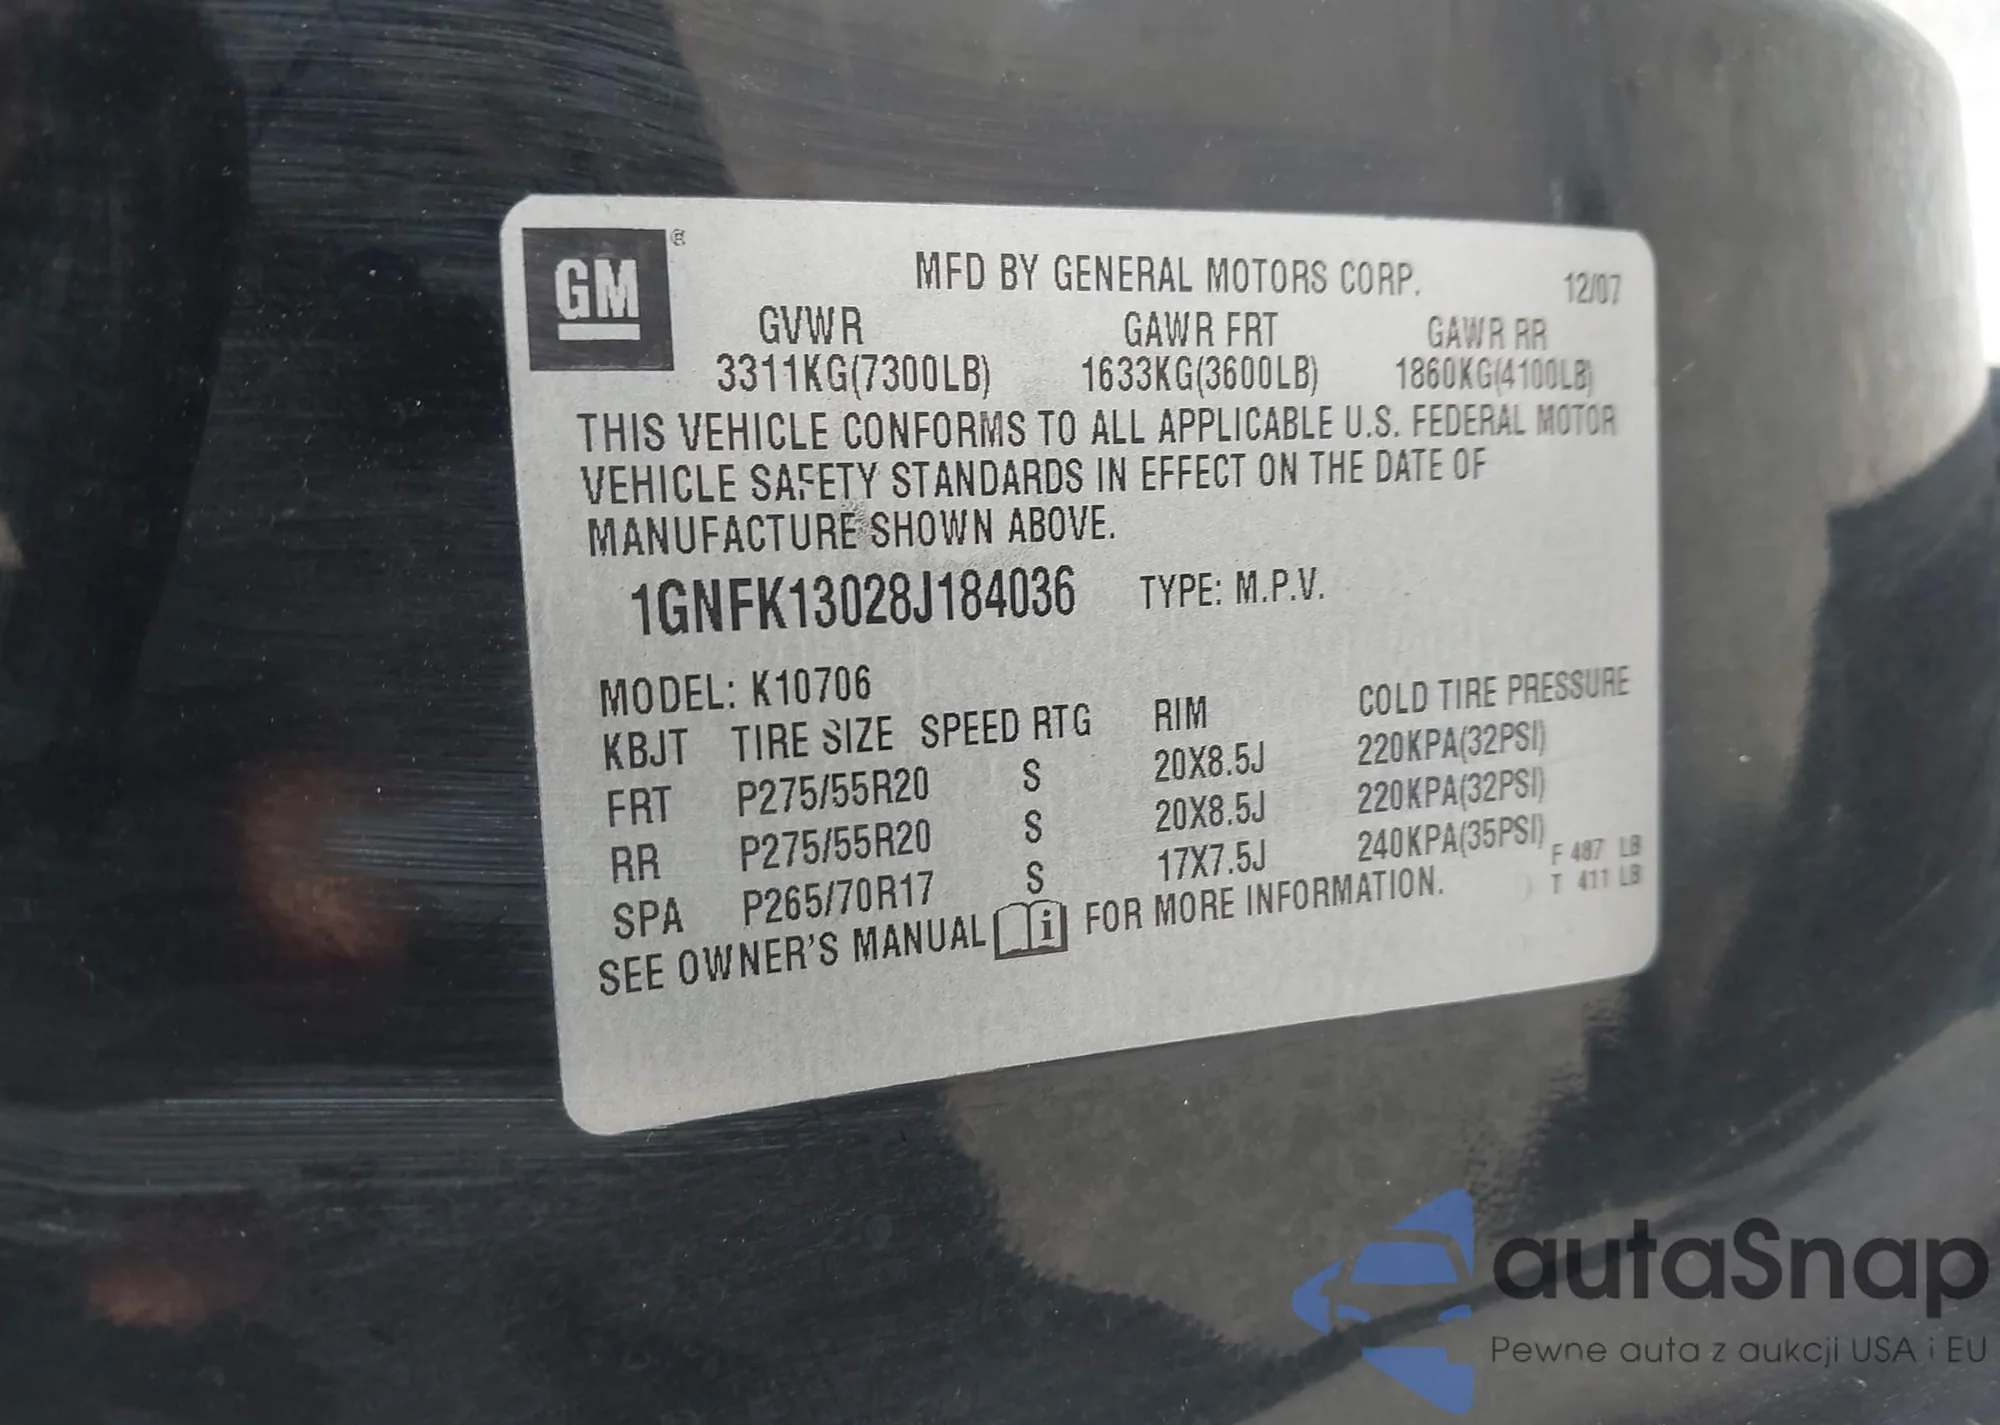 GM ®
MFD BY GENERAL MOTORS CORP. 12/07
GVWR GAWR FRT GAWR RR
3311KG(7300LB) 1633KG(3600LB) 1860KG(4100LB)
THIS VEHICLE CONFORMS TO ALL APPLICABLE U.S. FEDERAL MOTOR
VEHICLE SAFETY STANDARDS IN EFFECT ON THE DATE OF
MANUFACTURE SHOWN ABOVE.
1GNFK13028J184036 TYPE: M.P.V.
MODEL: K10706
KBJT TIRE SIZE SPEED RTG RIM COLD TIRE PRESSURE
FRT P275/55R20 S 20X8.5J 220KPA(32PSI)
RR P275/55R20 S 20X8.5J 220KPA(32PSI)
SPA P265/70R17 S 17X7.5J 240KPA(35PSI)
F 487 LB
T 411 LB
SEE OWNER'S MANUAL i FOR MORE INFORMATION.
autaSnap
Pewne auta z aukcji USA i EU